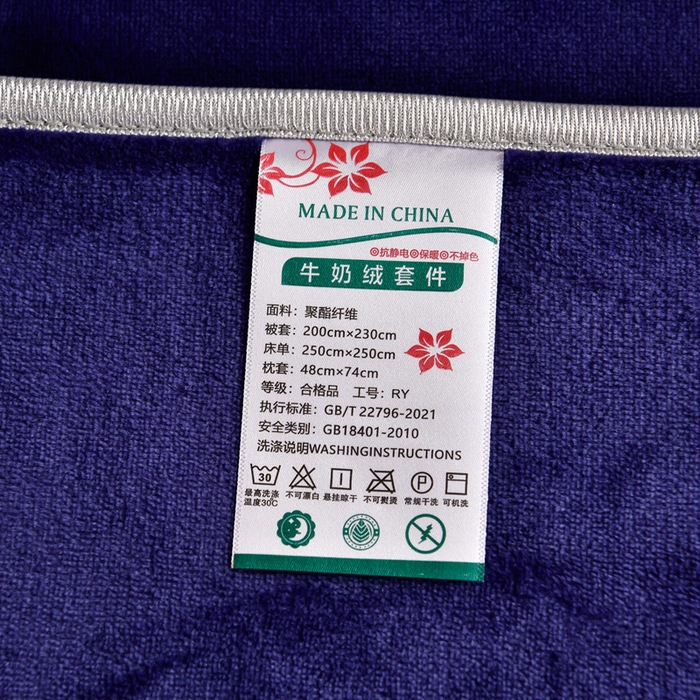 MADE IN CHINA
◎抗静电◎保暖◎不掉色
牛奶绒套件
面料：聚酯纤维
被套：200cm×230cm
床单：250cm×250cm
枕套：48cm×74cm
等级：合格品 工号：RY
执行标准：GB/T 22796-2021
安全类别：GB18401-2010
洗涤说明WASHINGINSTRUCTIONS
30 P
最高洗涤温度30C 不可漂白 悬挂晾干 不可熨烫 常规干洗 可机洗